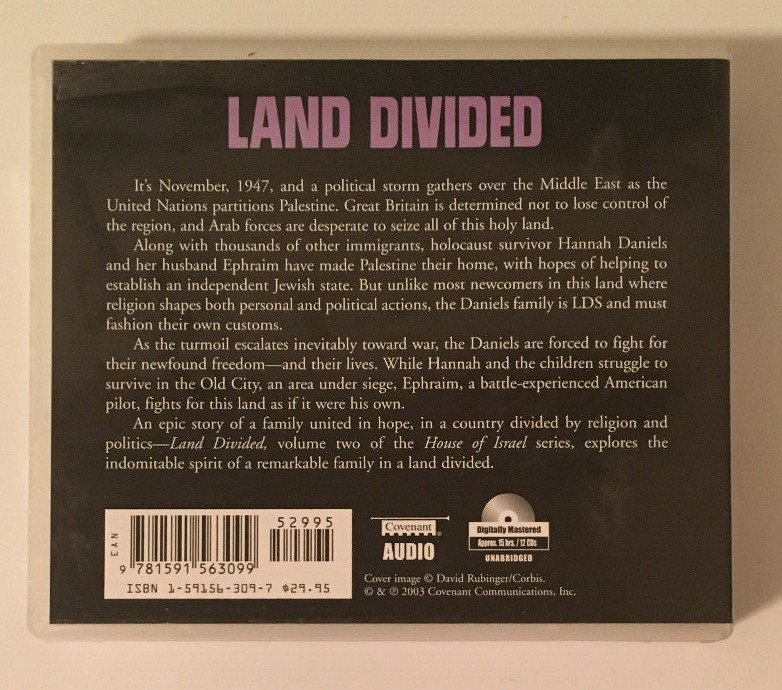 LAND DIVIDED
It's November, 1947, and a political storm gathers over the Middle East as the
United Nations partitions Palestine. Great Britain is determined not to lose control of
the region, and Arab forces are desperate to seize all of this holy land.
Along with thousands of other immigrants, holocaust survivor Hannah Daniels
and her husband Ephraim have made Palestine their home, with hopes of helping to
establish an independent Jewish state. But unlike most newcomers in this land where
religion shapes both personal and political actions, the Daniels family is LDS and must
fashion their own customs.
As the turmoil escalates inevitably toward war, the Daniels are forced to fight for
their newfound freedom—and their lives. While Hannah and the children struggle to
survive in the Old City, an area under siege, Ephraim, a battle-experienced American
pilot, fights for this land as if it were his own.
An epic story of a family united in hope, in a country divided by religion and
politics—Land Divided, volume two of the House of Israel series, explores the
indomitable spirit of a remarkable family in a land divided.
EAN
52995
9 781591 563099
ISBN 1-59156-309-7 $29.95
Covenant®
AUDIO
Digitally Mastered
Approx. 15 hrs. / 12 CDs
UNABRIDGED
Cover image © David Rubinger/Corbis.
© & ℗ 2003 Covenant Communications, Inc.